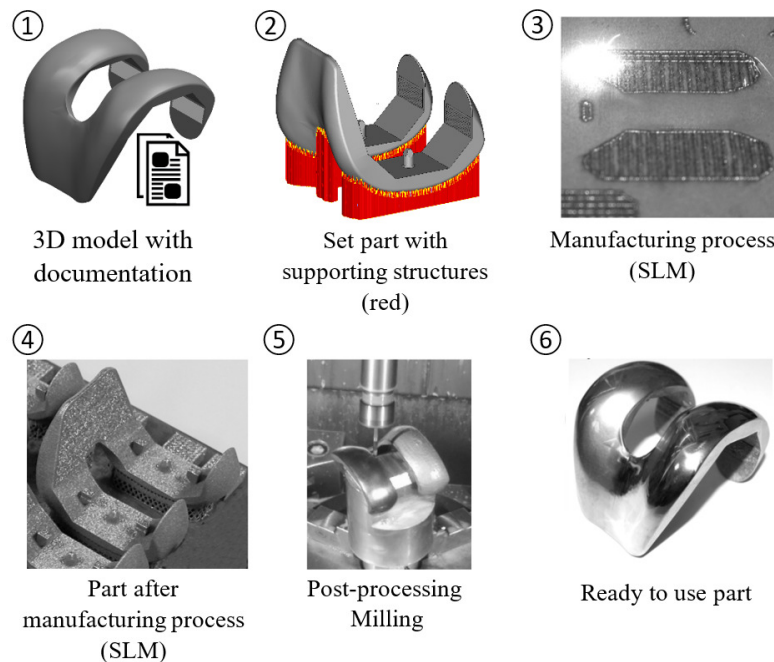 ①
3D model with
documentation
②
Set part with
supporting structures
(red)
③
Manufacturing process
(SLM)
④
Part after
manufacturing process
(SLM)
⑤
Post-processing
Milling
⑥
Ready to use part